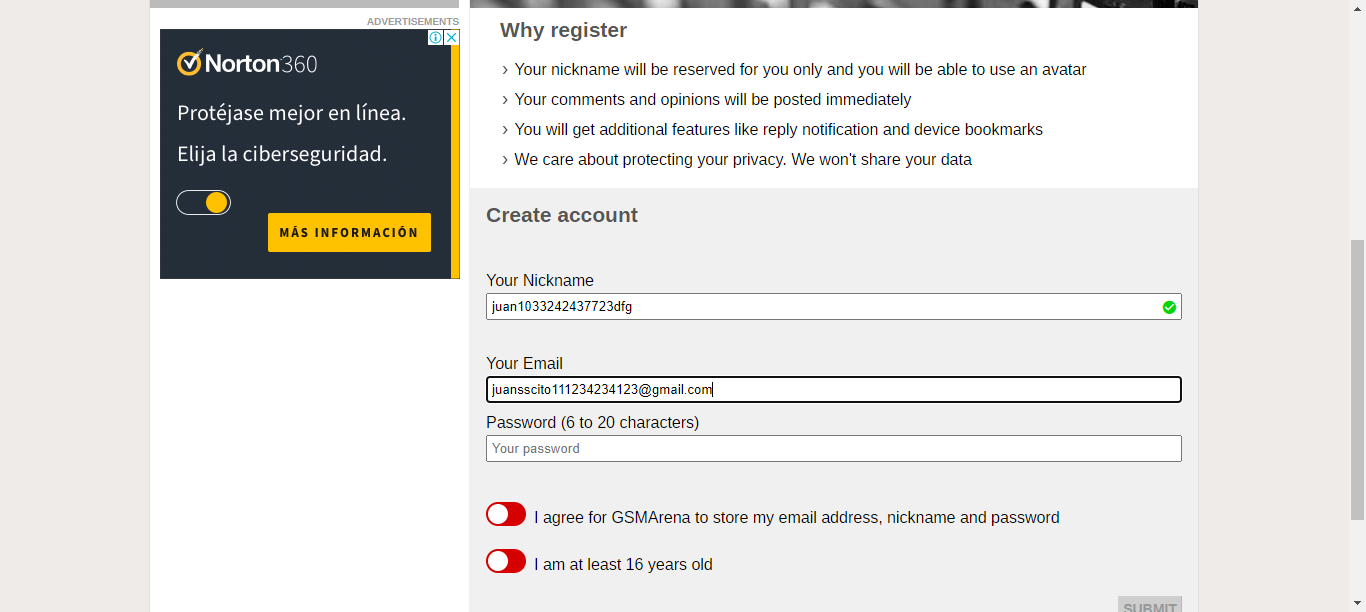 ADVERTISEMENTS
Norton360
Protéjase mejor en línea.
Elija la ciberseguridad.
MÁS INFORMACIÓN
Why register
› Your nickname will be reserved for you only and you will be able to use an avatar
› Your comments and opinions will be posted immediately
› You will get additional features like reply notification and device bookmarks
› We care about protecting your privacy. We won't share your data
Create account
Your Nickname
juan1033242437723dfg
Your Email
juansscito111234234123@gmail.com
Password (6 to 20 characters)
Your password
I agree for GSMArena to store my email address, nickname and password
I am at least 16 years old
SUBMIT